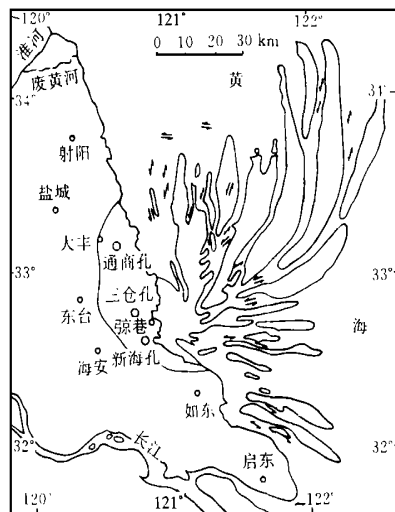 120° 121° 122°
0 10 20 30 km
淮河
黄
废黄河
34° 34°
射阳
盐城
大丰
通商孔
33° 33°
三仓孔
东台
弶巷
海
新海孔
海安
如东
长江
32° 32°
启东
120° 121° 122°